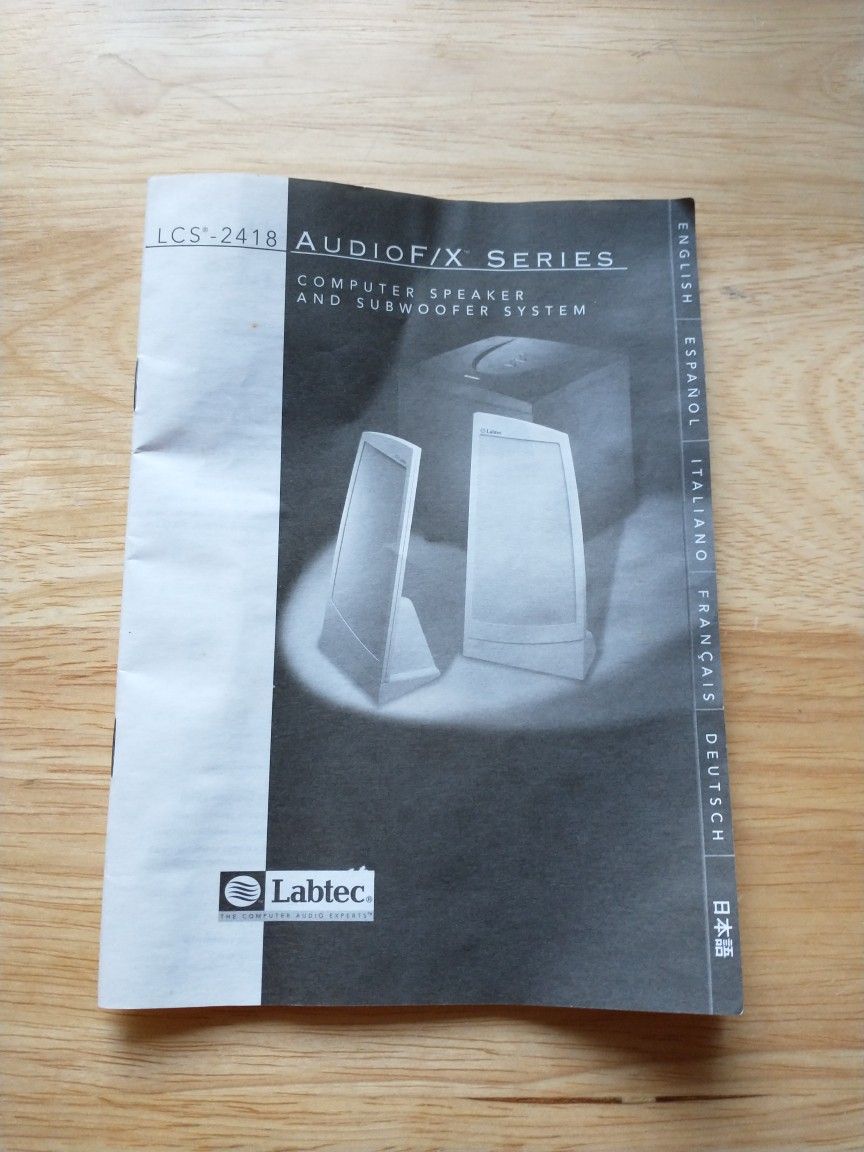 LCS®-2418 AUDIOF/X™ SERIES
COMPUTER SPEAKER
AND SUBWOOFER SYSTEM
Labtec
Labtec®
THE COMPUTER AUDIO EXPERTS™
ENGLISH
ESPAÑOL
ITALIANO
FRANÇAIS
DEUTSCH
日本語